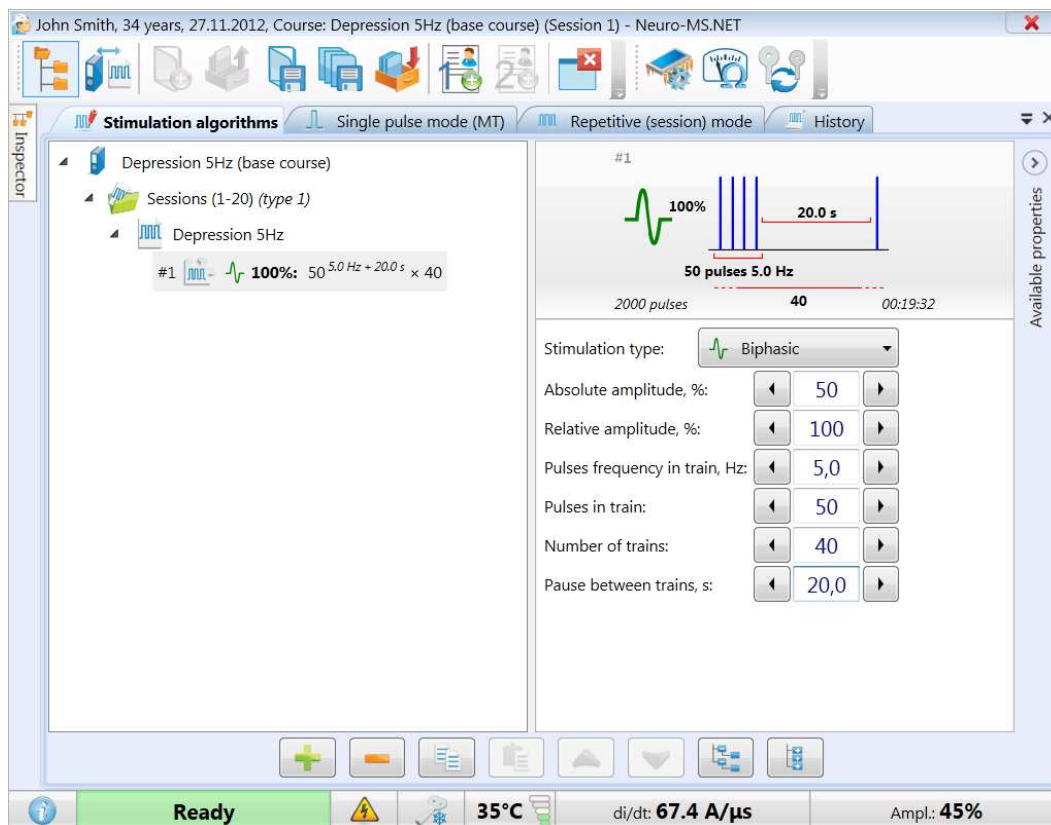 John Smith, 34 years, 27.11.2012, Course: Depression 5Hz (base course) (Session 1) - Neuro-MS.NET
Inspector
Stimulation algorithms
Single pulse mode (MT)
Repetitive (session) mode
History
Depression 5Hz (base course)
Sessions (1-20) (type 1)
Depression 5Hz
#1 100%: 50 5.0 Hz + 20.0 s × 40
#1
100%
20.0 s
50 pulses 5.0 Hz
2000 pulses
40
00:19:32
Available properties
Stimulation type: Biphasic
Absolute amplitude, %: 50
Relative amplitude, %: 100
Pulses frequency in train, Hz: 5,0
Pulses in train: 50
Number of trains: 40
Pause between trains, s: 20,0
Ready
35°C
di/dt: 67.4 A/µs
Ampl.: 45%